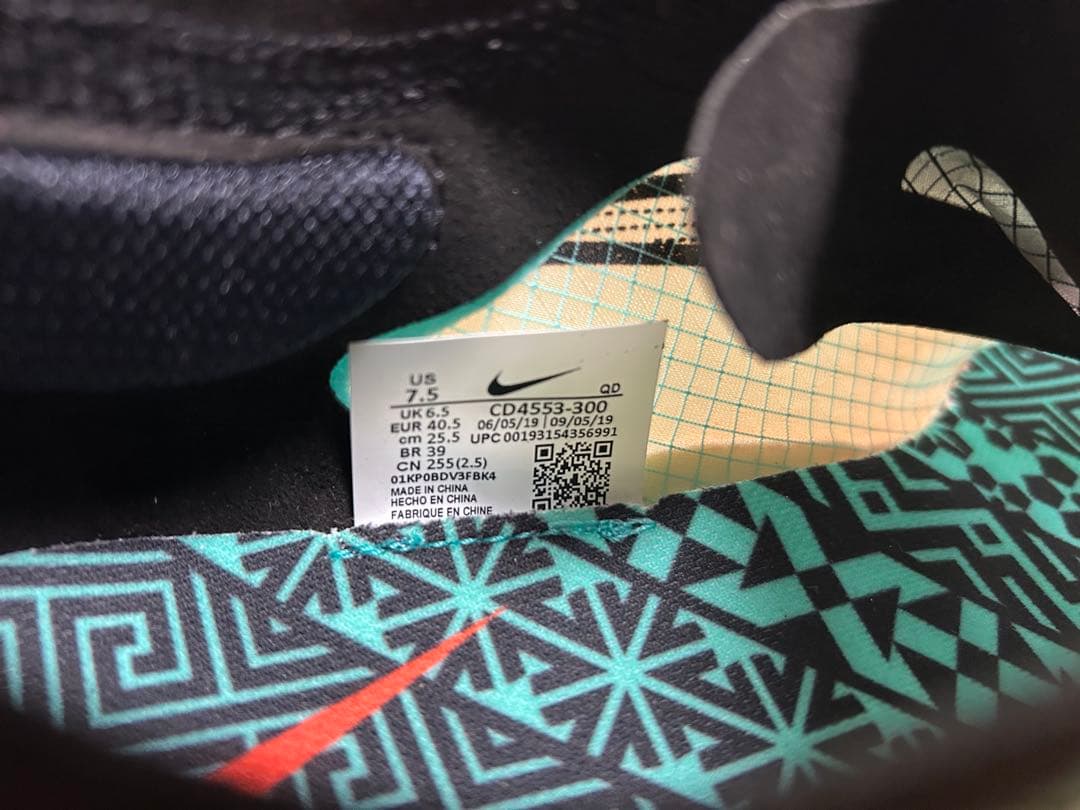 US
7.5
QD
UK 6.5 CD4553-300
EUR 40.5 06/05/19 | 09/05/19
cm 25.5 UPC 00193154356991
BR 39
CN 255(2.5)
01KP0BDV3FBK4
MADE IN CHINA
HECHO EN CHINA
FABRIQUE EN CHINE